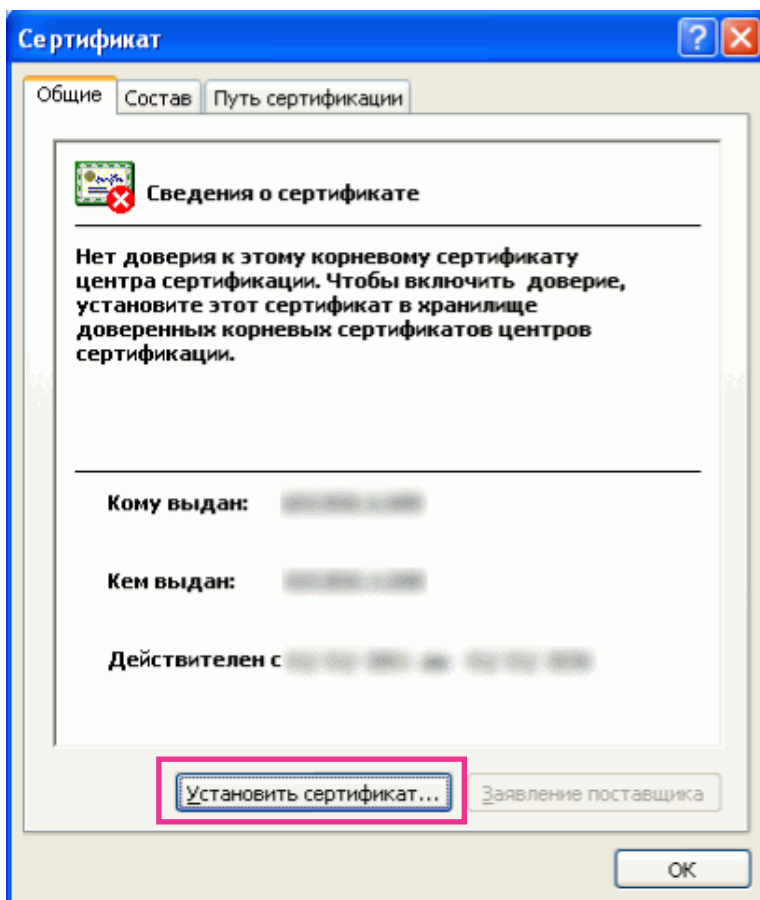 Сертификат
Общие Состав Путь сертификации
Сведения о сертификате
Нет доверия к этому корневому сертификату
центра сертификации. Чтобы включить доверие,
установите этот сертификат в хранилище
доверенных корневых сертификатов центров
сертификации.
Кому выдан:
Кем выдан:
Действителен с
Установить сертификат... Заявление поставщика
ОК